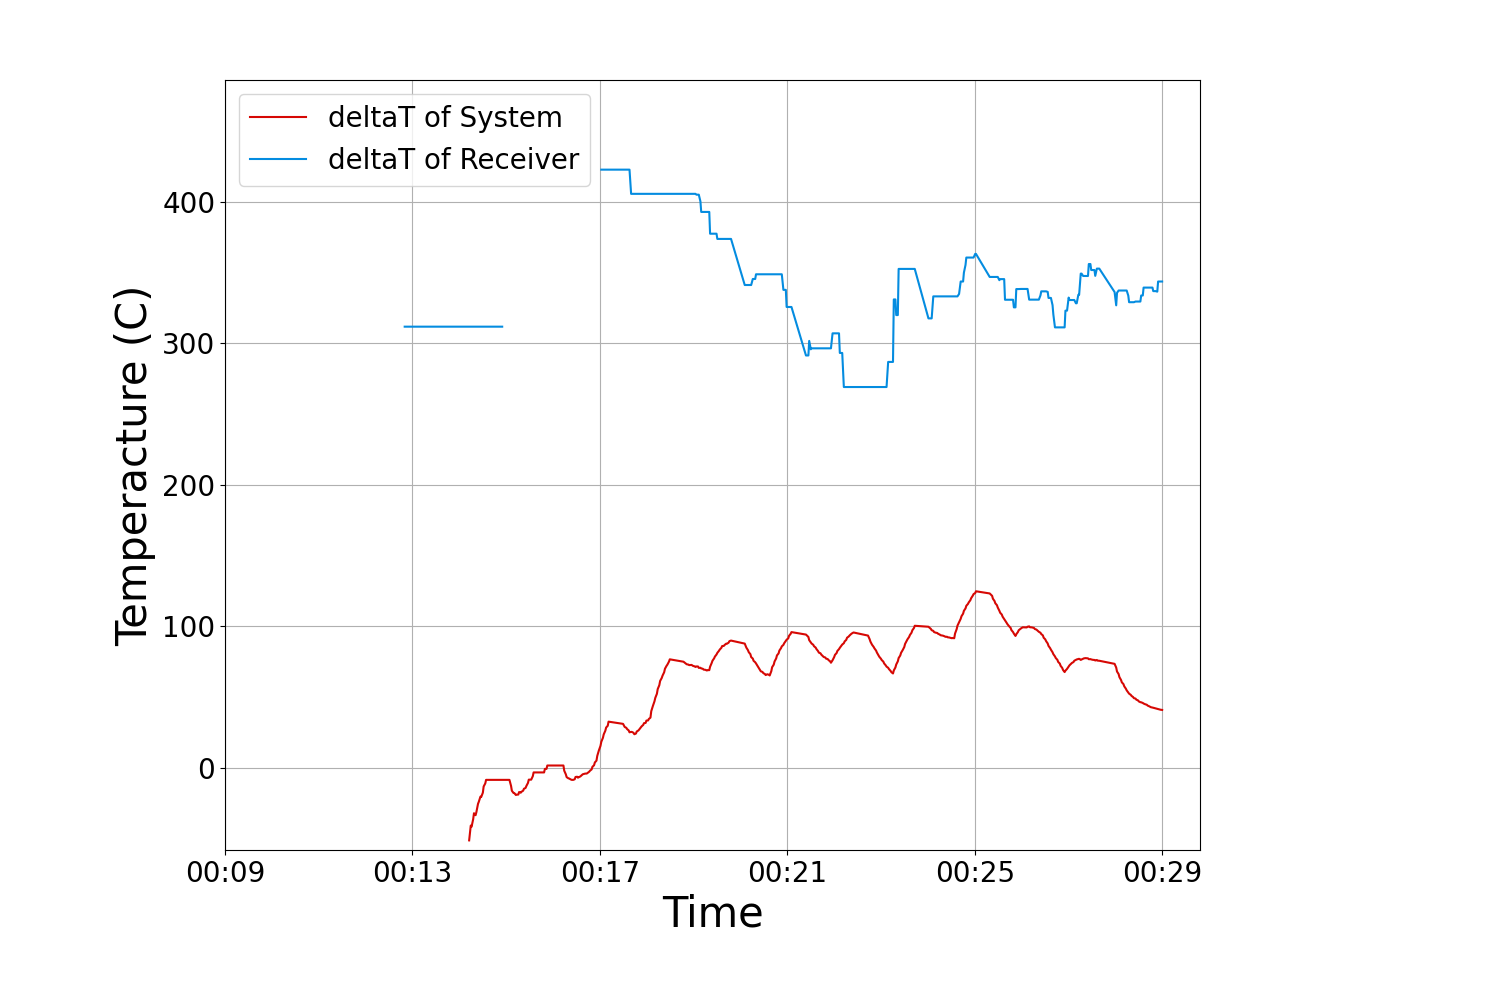 deltaT of System
deltaT of Receiver
Temperacture (C)
400
300
200
100
0
00:09 00:13 00:17 00:21 00:25 00:29
Time